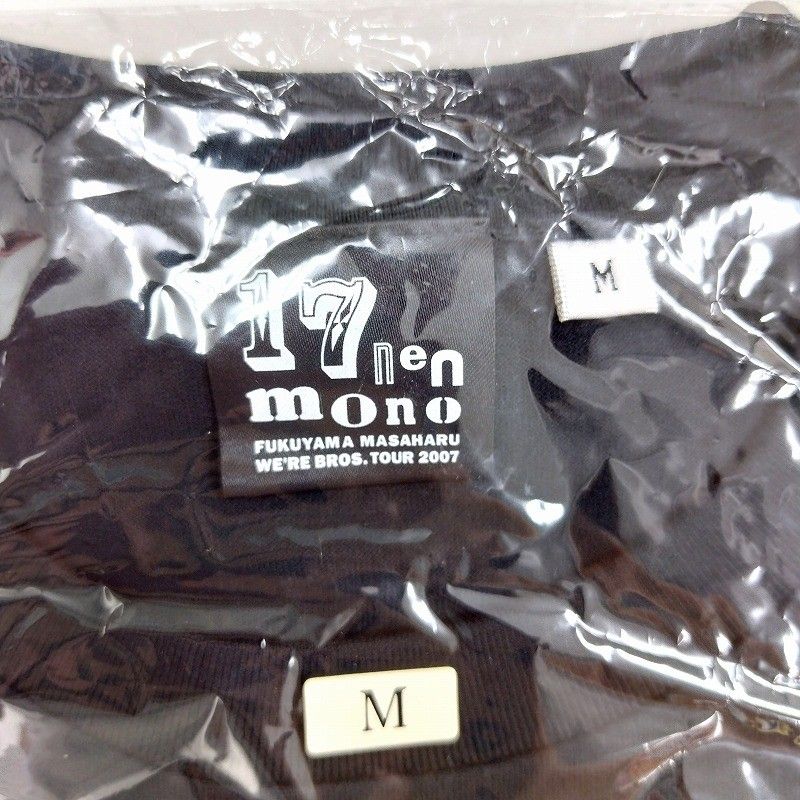 17nen
mono
FUKUYAMA MASAHARU
WE'RE BROS. TOUR 2007
M
M